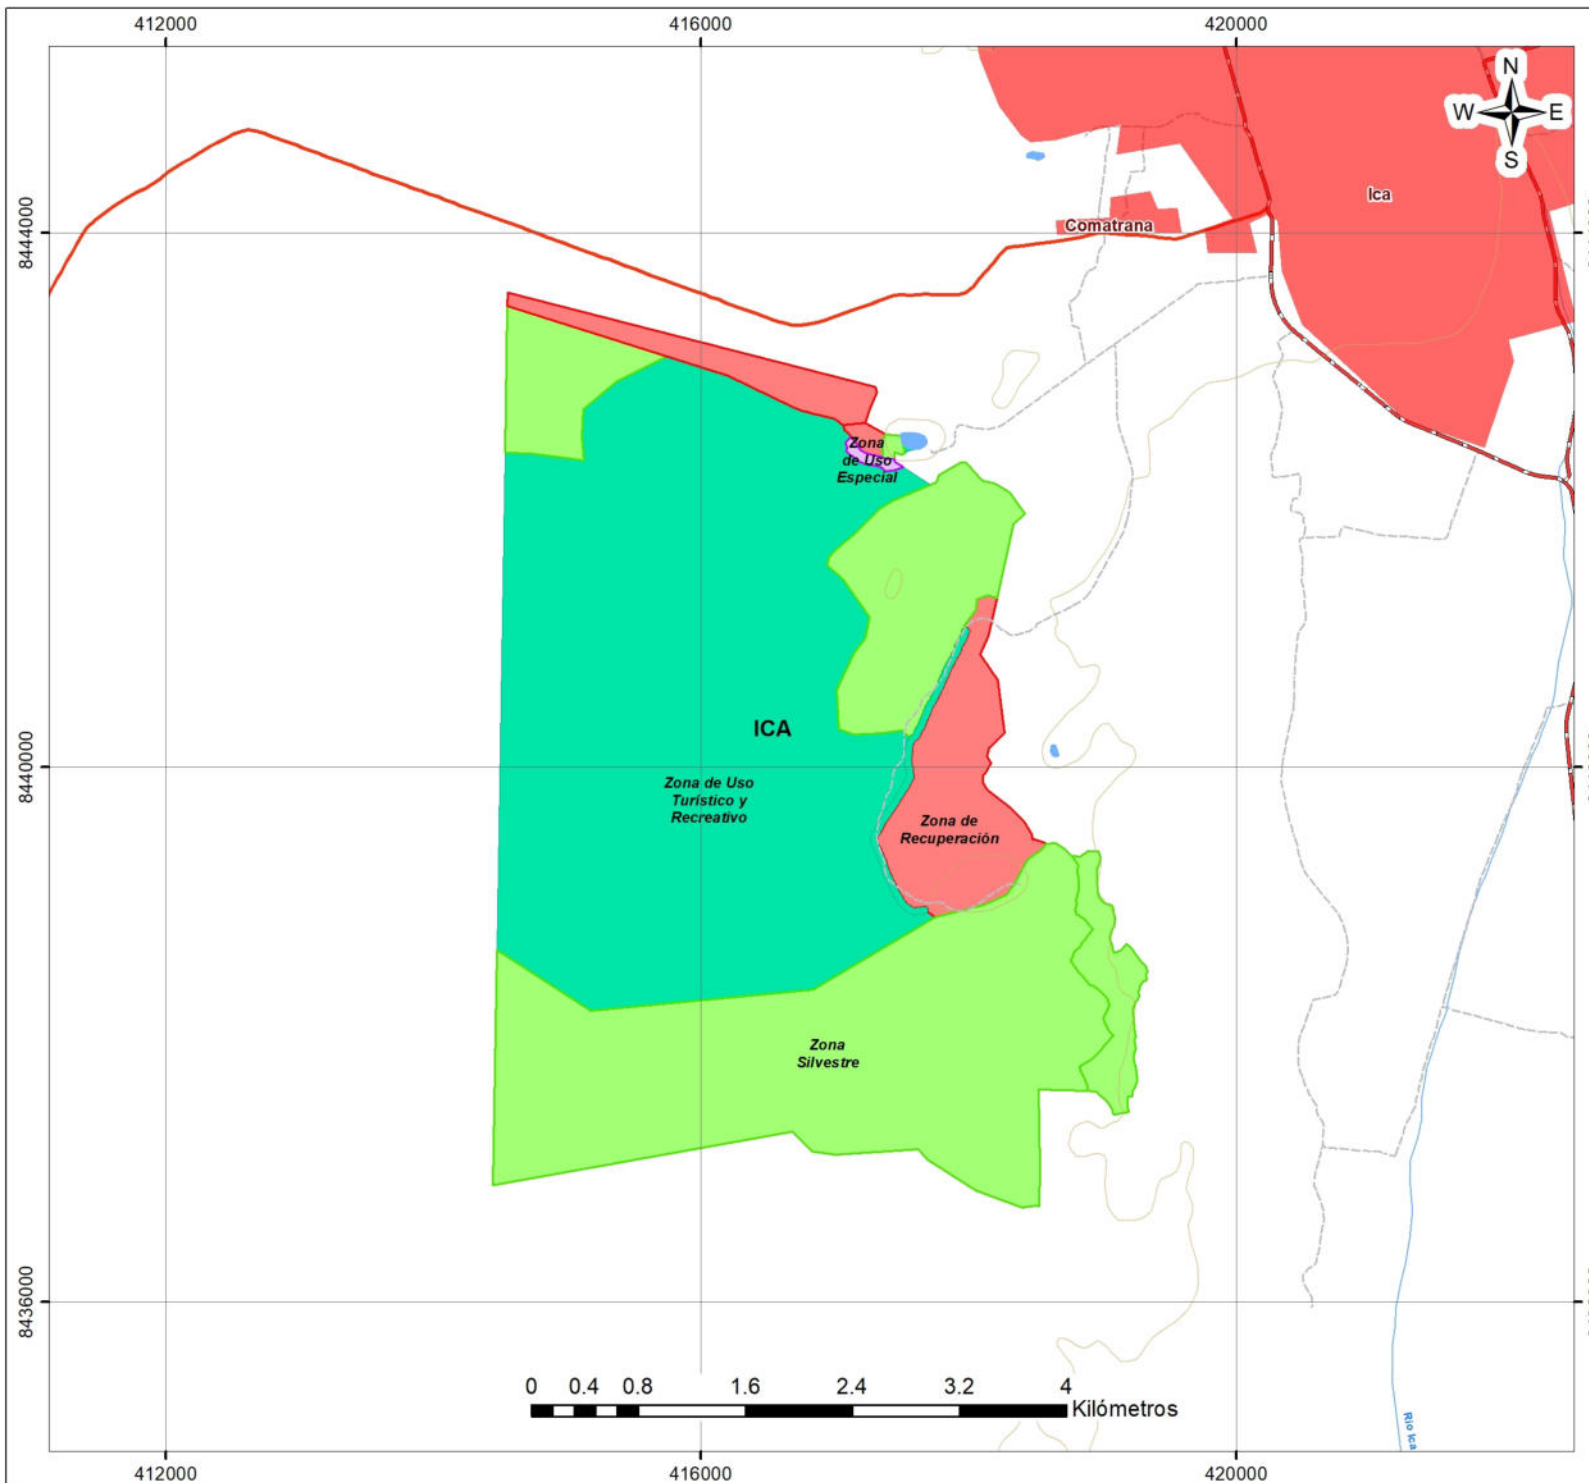 412000
416000
420000
N
W
E
S
Ica
Comatrana
8444000
Zona
de Uso
Especial
ICA
8440000
Zona de Uso
Turístico y
Recreativo
Zona de
Recuperación
Zona
Silvestre
8436000
0 0.4 0.8 1.6 2.4 3.2 4
Kilómetros
Rio Ica
412000
416000
420000